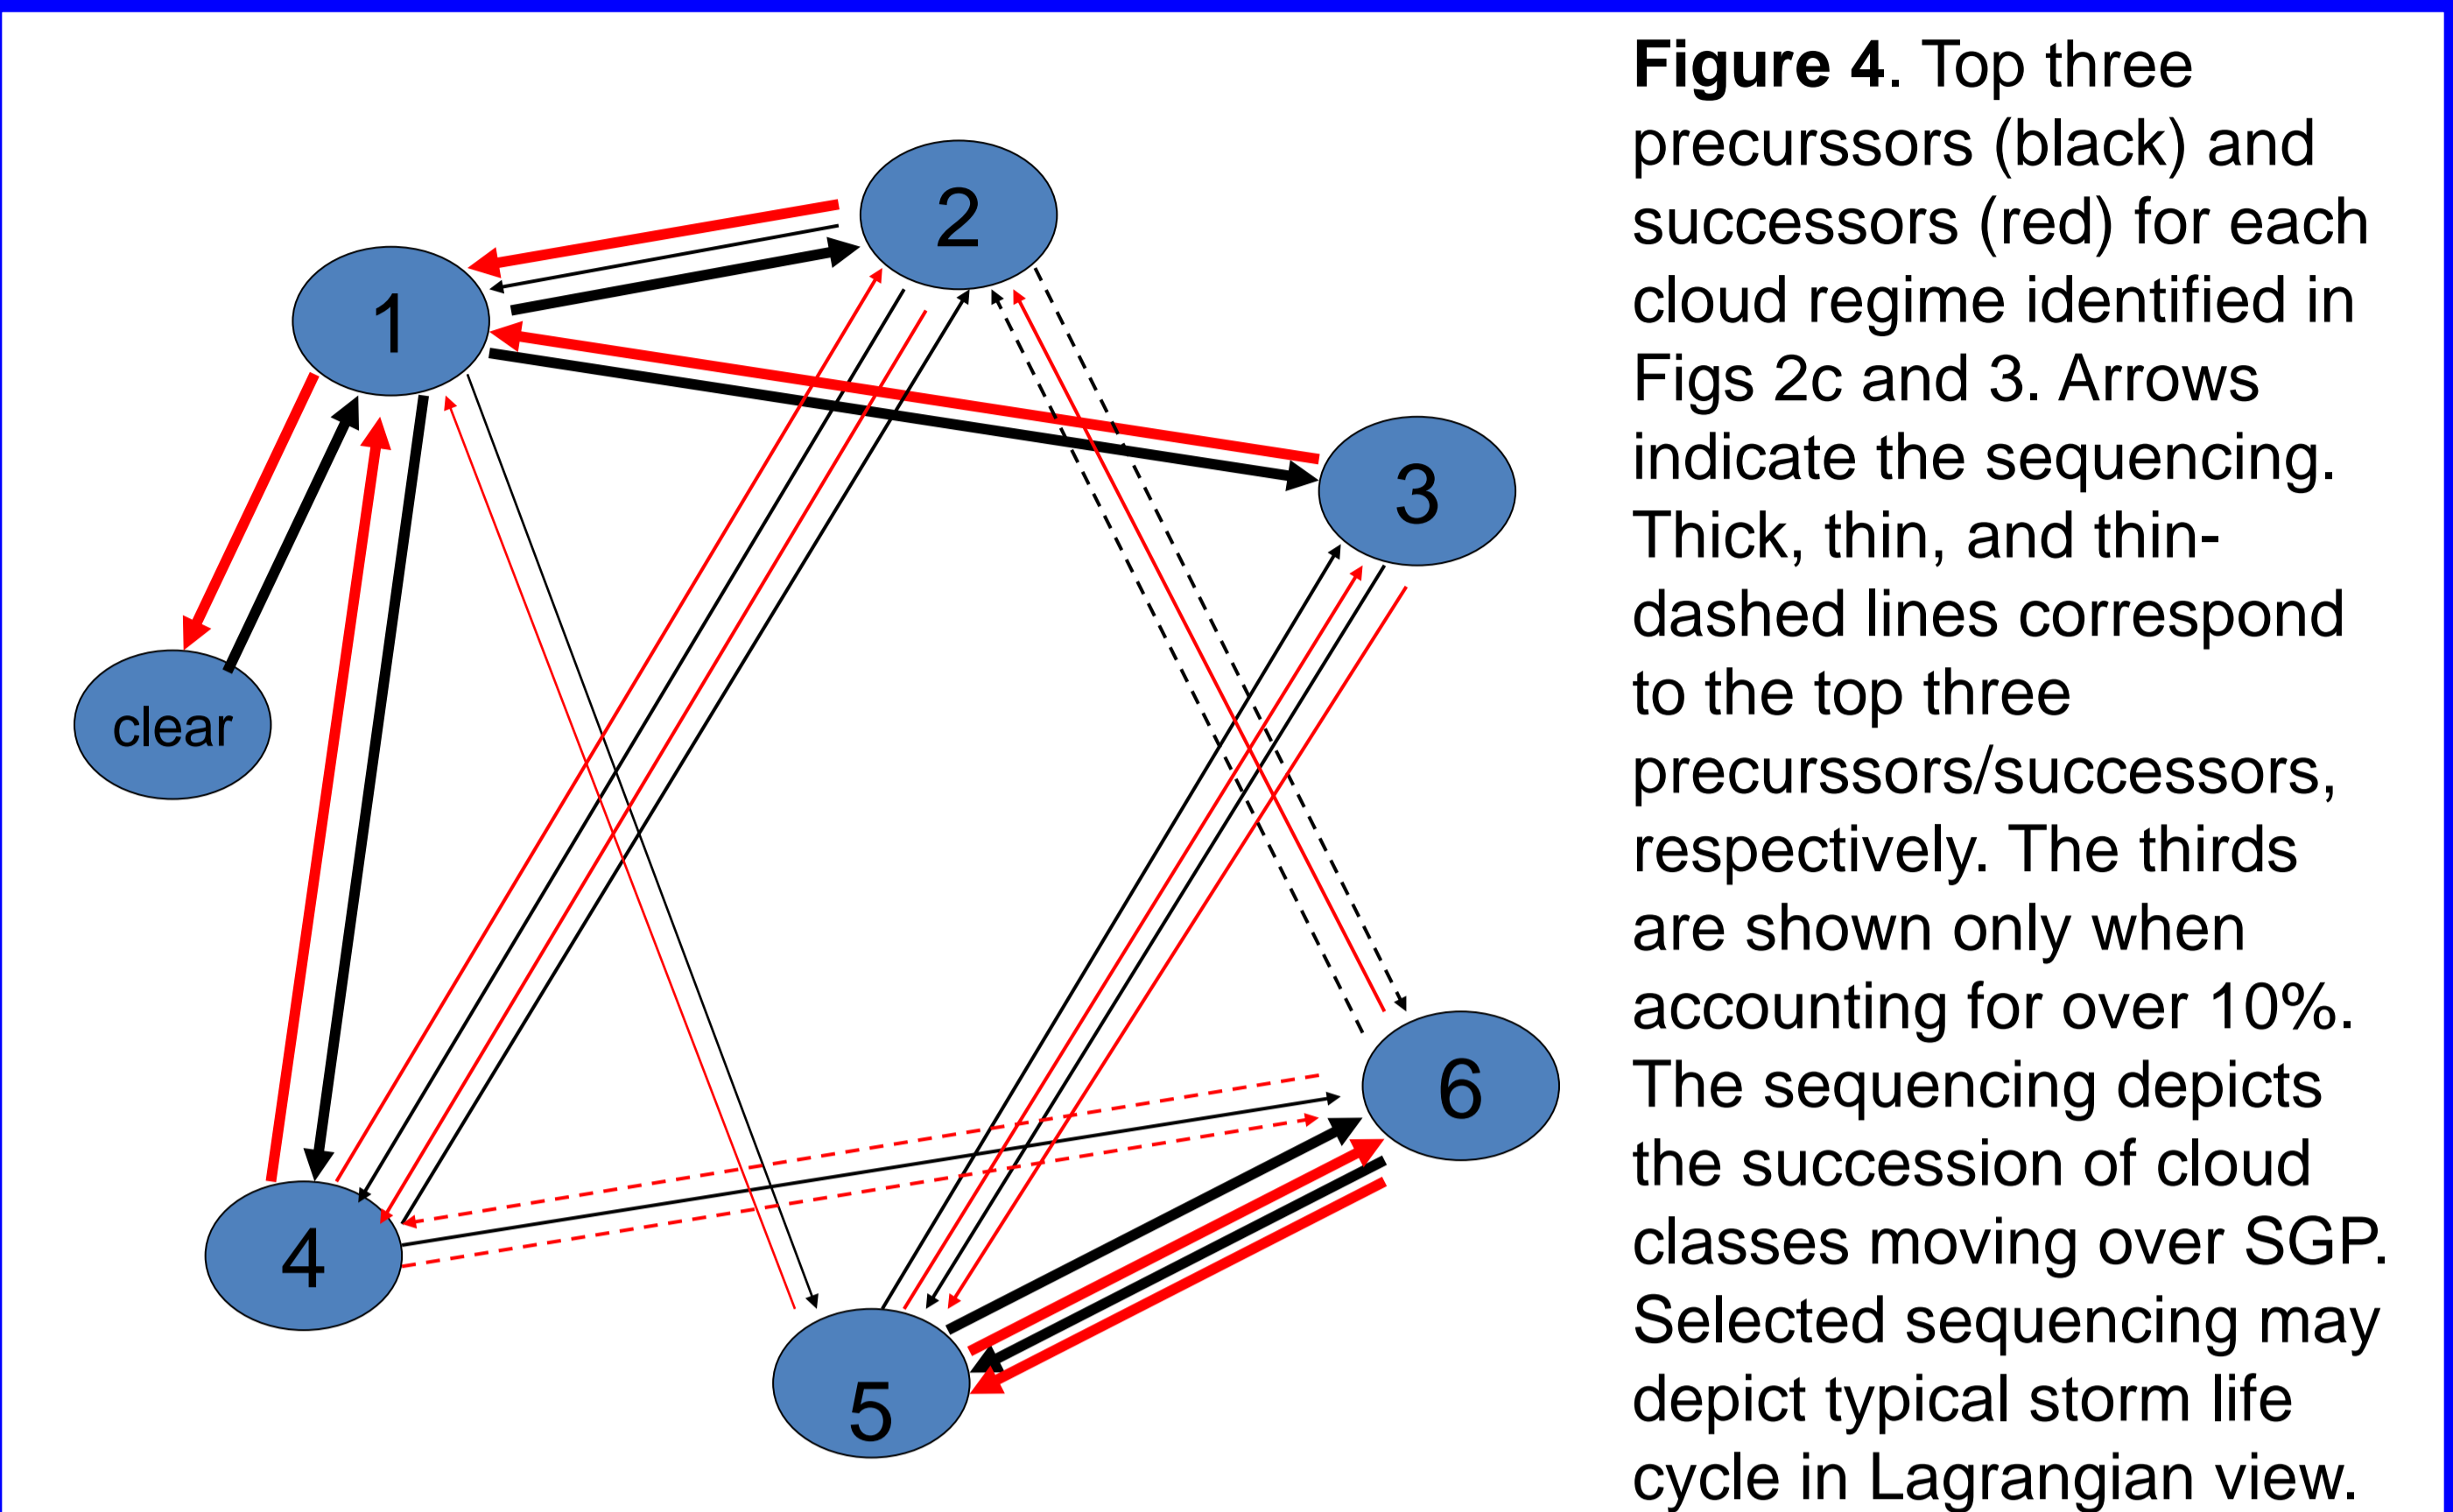 2
1
3
clear
6
4
5
Figure 4. Top three
precurssors (black) and
successors (red) for each
cloud regime identified in
Figs 2c and 3. Arrows
indicate the sequencing.
Thick, thin, and thin-
dashed lines correspond
to the top three
precurssors/successors,
respectively. The thirds
are shown only when
accounting for over 10%.
The sequencing depicts
the succession of cloud
classes moving over SGP.
Selected sequencing may
depict typical storm life
cycle in Lagrangian view.